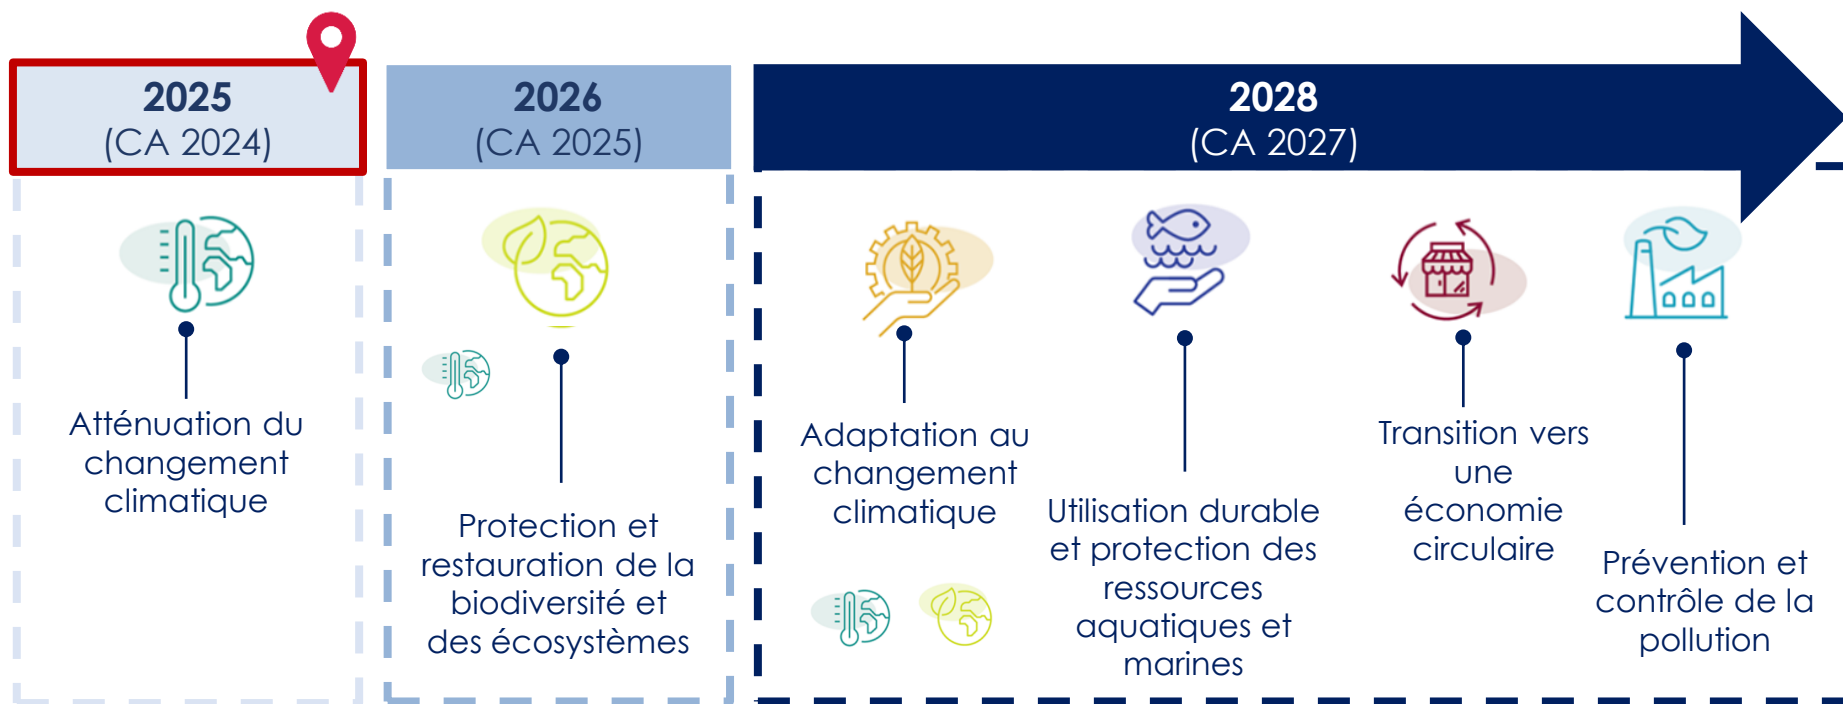 2025
(CA 2024)
2026
(CA 2025)
2028
(CA 2027)
Atténuation du
changement
climatique
Protection et
restauration de la
biodiversité et
des écosystèmes
Adaptation au
changement
climatique
Utilisation durable
et protection des
ressources
aquatiques et
marines
Transition vers
une
économie
circulaire
Prévention et
contrôle de la
pollution